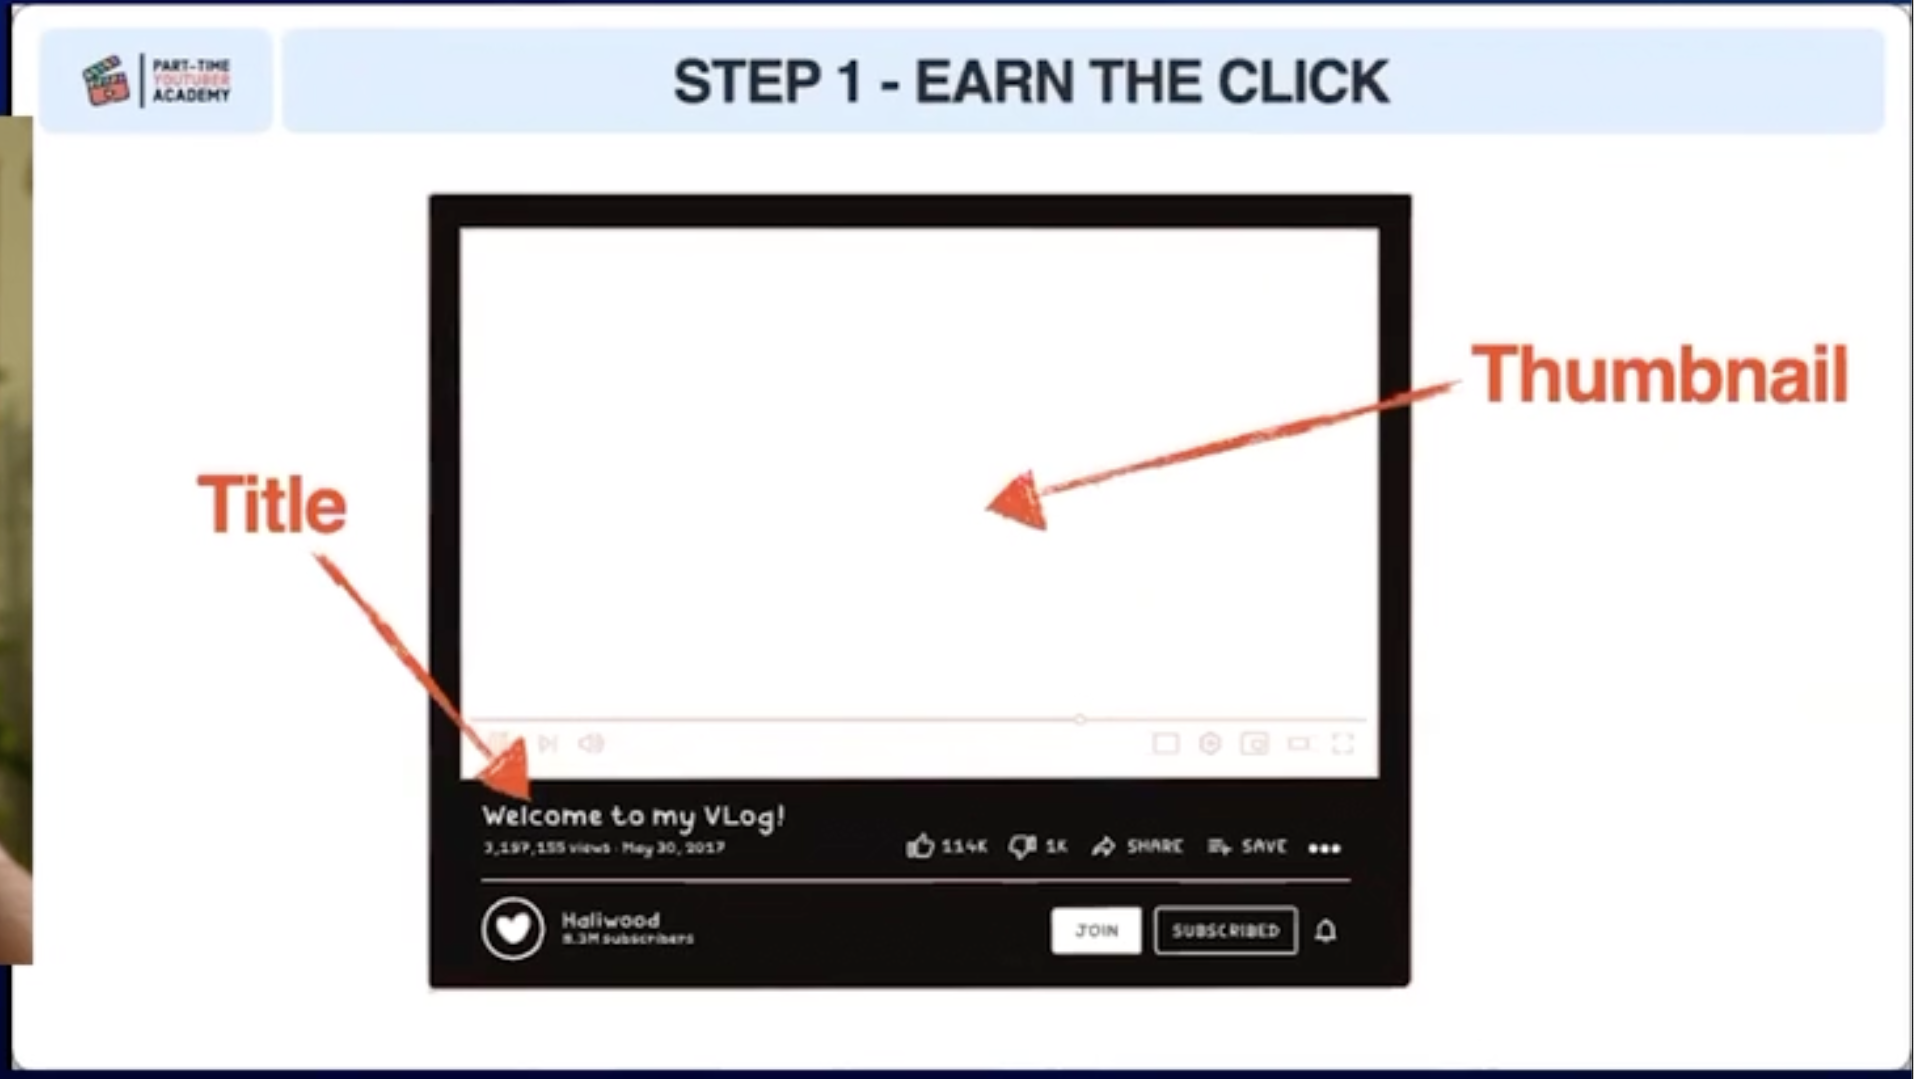 PART-TIME
YOUTUBER
ACADEMY
STEP 1 - EARN THE CLICK
Thumbnail
Title
Welcome to my VLog!
3,197,155 views · May 30, 2017
114K
1K
SHARE
SAVE
Haliwood
8.3M subscribers
JOIN
SUBSCRIBED